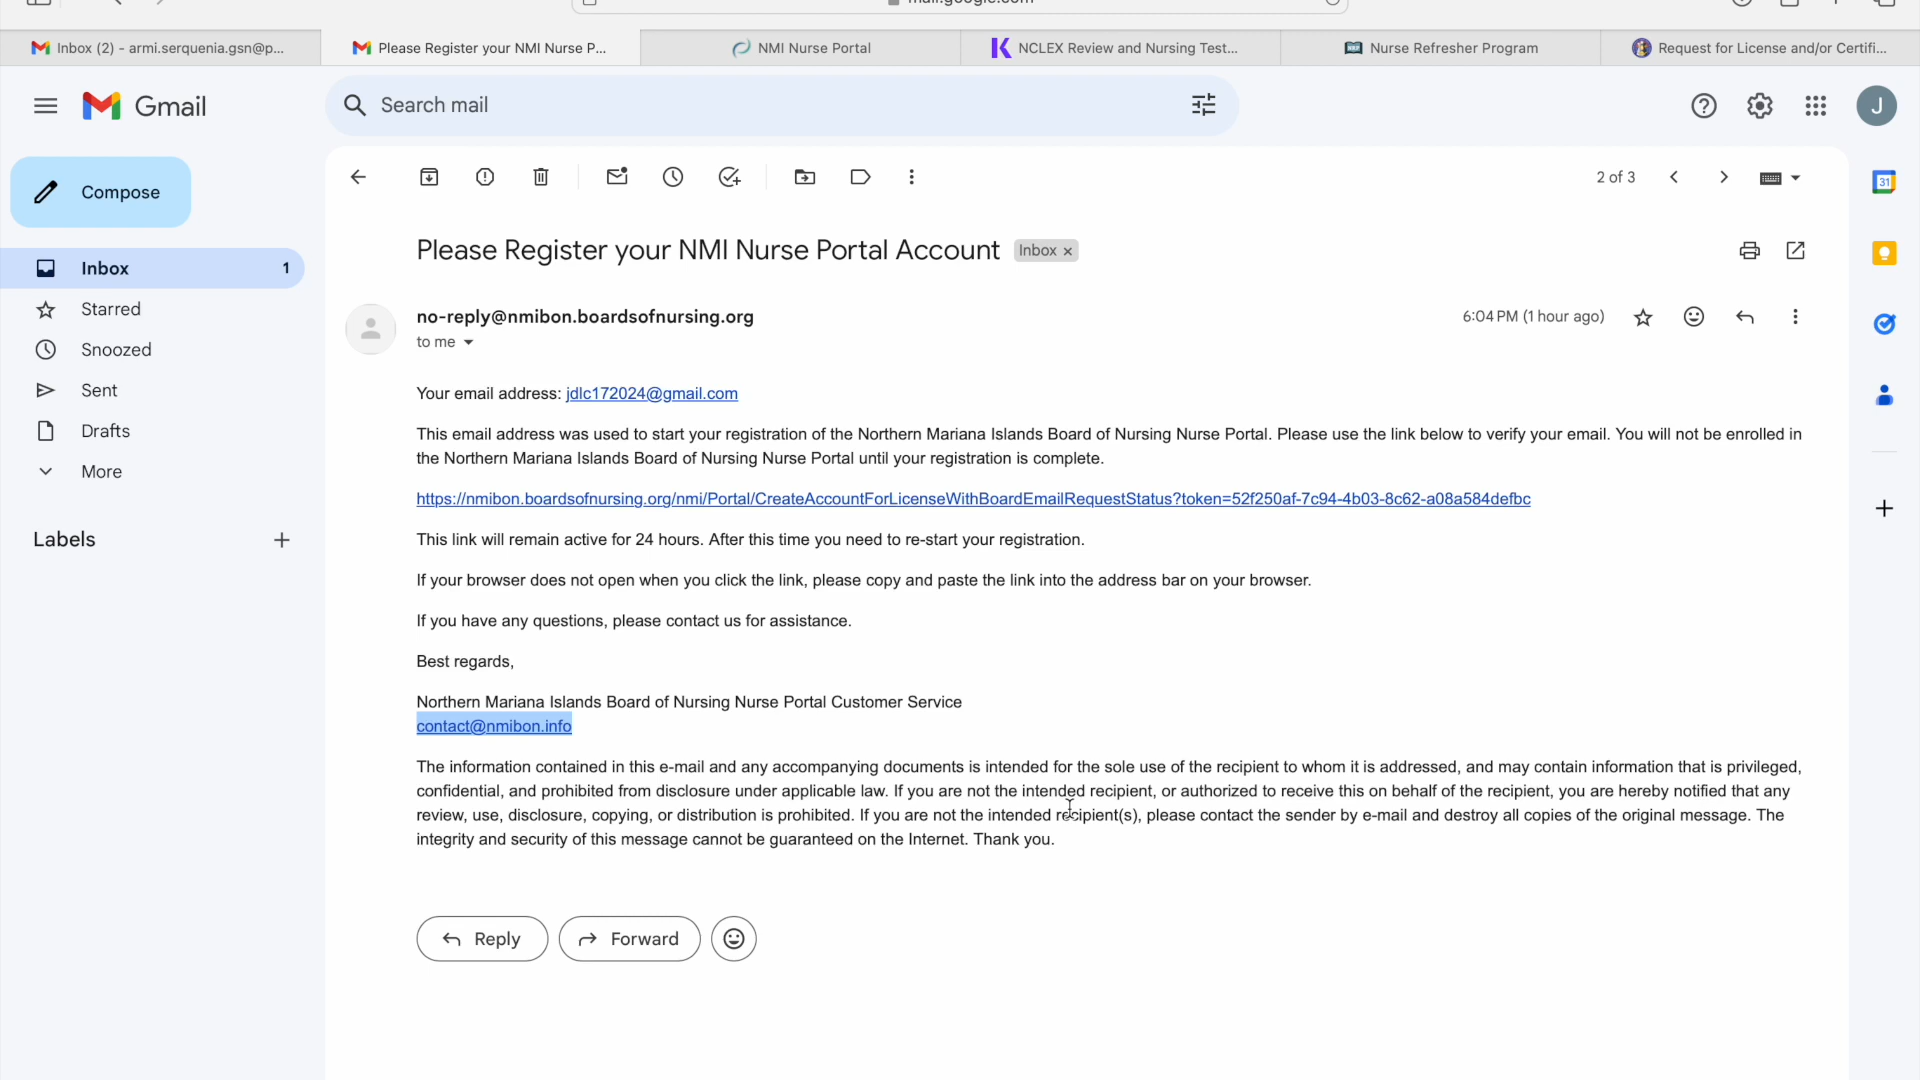 Inbox (2) - armi.serquenia.gsn@p...
Please Register your NMI Nurse P...
NMI Nurse Portal
NCLEX Review and Nursing Test...
Nurse Refresher Program
Request for License and/or Certifi...
Gmail
Search mail
J
Compose
Inbox 1
Starred
Snoozed
Sent
Drafts
More
Labels
2 of 3
31
Please Register your NMI Nurse Portal Account Inbox ×
no-reply@nmibon.boardsofnursing.org
6:04 PM (1 hour ago)
to me
Your email address: jdlc172024@gmail.com
This email address was used to start your registration of the Northern Mariana Islands Board of Nursing Nurse Portal. Please use the link below to verify your email. You will not be enrolled in
the Northern Mariana Islands Board of Nursing Nurse Portal until your registration is complete.
https://nmibon.boardsofnursing.org/nmi/Portal/CreateAccountForLicenseWithBoardEmailRequestStatus?token=52f250af-7c94-4b03-8c62-a08a584defbc
This link will remain active for 24 hours. After this time you need to re-start your registration.
If your browser does not open when you click the link, please copy and paste the link into the address bar on your browser.
If you have any questions, please contact us for assistance.
Best regards,
Northern Mariana Islands Board of Nursing Nurse Portal Customer Service
contact@nmibon.info
The information contained in this e-mail and any accompanying documents is intended for the sole use of the recipient to whom it is addressed, and may contain information that is privileged,
confidential, and prohibited from disclosure under applicable law. If you are not the intended recipient, or authorized to receive this on behalf of the recipient, you are hereby notified that any
review, use, disclosure, copying, or distribution is prohibited. If you are not the intended recipient(s), please contact the sender by e-mail and destroy all copies of the original message. The
integrity and security of this message cannot be guaranteed on the Internet. Thank you.
Reply
Forward